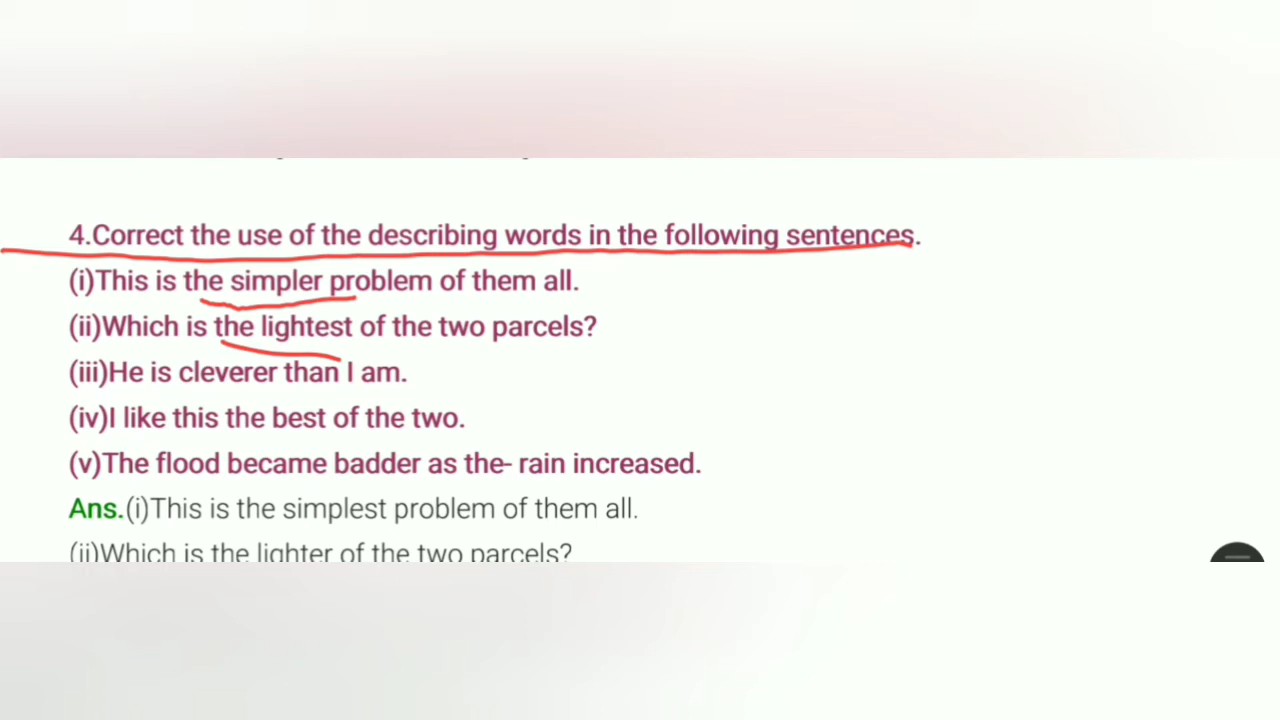 4.Correct the use of the describing words in the following sentences.
(i)This is the simpler problem of them all.
(ii)Which is the lightest of the two parcels?
(iii)He is cleverer than I am.
(iv)I like this the best of the two.
(v)The flood became badder as the- rain increased.
Ans.(i)This is the simplest problem of them all.
(ii)Which is the lighter of the two parcels?